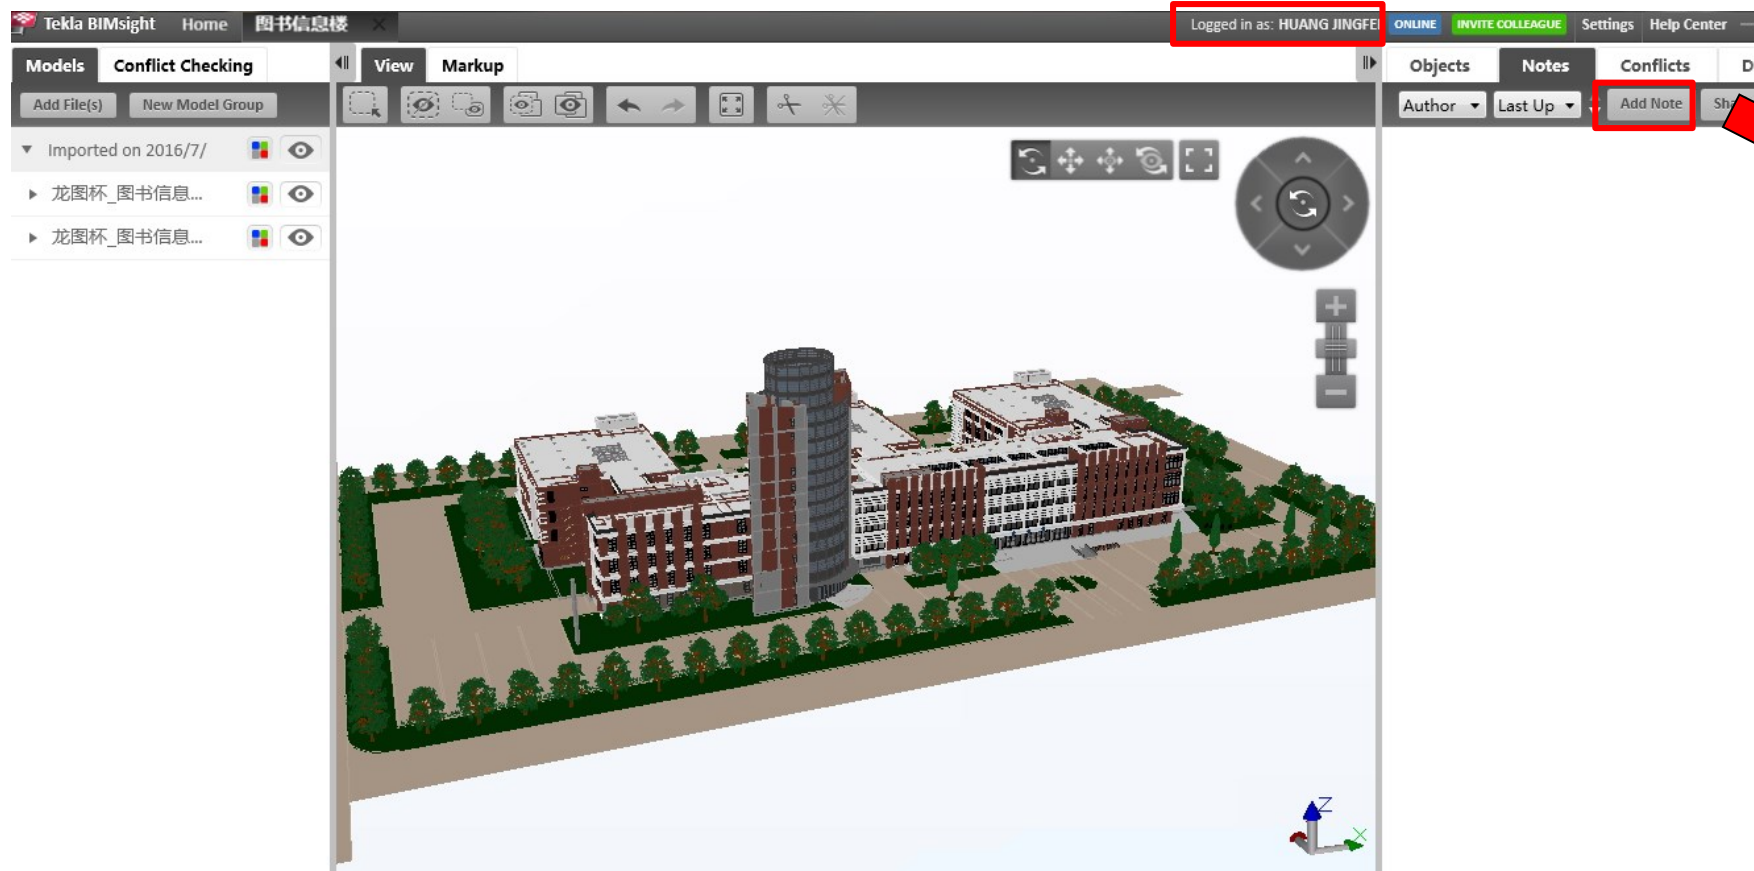 Tekla BIMsight Home 图书信息楼 Logged in as: HUANG JINGFEI ONLINE INVITE COLLEAGUE Settings Help Center
Models Conflict Checking View Markup Objects Notes Conflicts D
Add File(s) New Model Group Author Last Up Add Note Sha
Imported on 2016/7/
龙图杯_图书信息...
龙图杯_图书信息...
Z
X